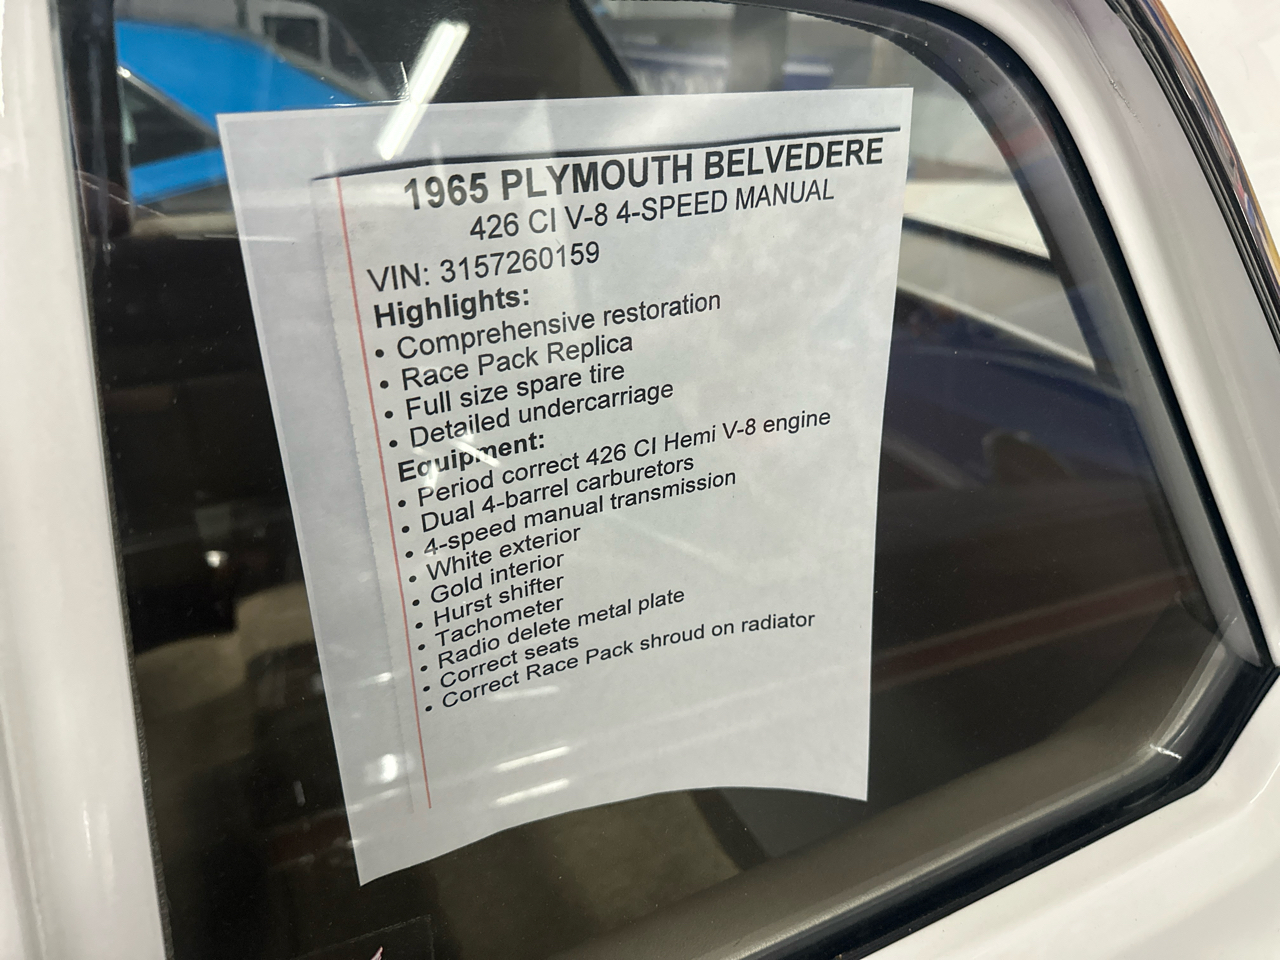 1965 PLYMOUTH BELVEDERE
426 CI V-8 4-SPEED MANUAL
VIN: 3157260159
Highlights:
• Comprehensive restoration
• Race Pack Replica
• Full size spare tire
• Detailed undercarriage
Equipment:
• Period correct 426 CI Hemi V-8 engine
• Dual 4-barrel carburetors
• 4-speed manual transmission
• White exterior
• Gold interior
• Hurst shifter
• Tachometer
• Radio delete metal plate
• Correct seats
• Correct Race Pack shroud on radiator